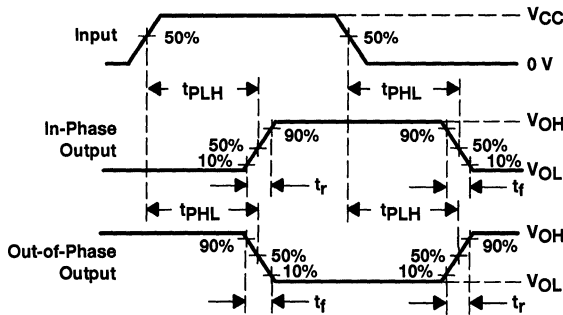 VCC
Input
50%
50%
0 V
tPLH
tPHL
In-Phase
Output
90%
90%
VOH
50%
50%
10%
10%
VOL
tr
tf
tPHL
tPLH
Out-of-Phase
Output
90%
90%
VOH
50%
50%
10%
10%
VOL
tf
tr